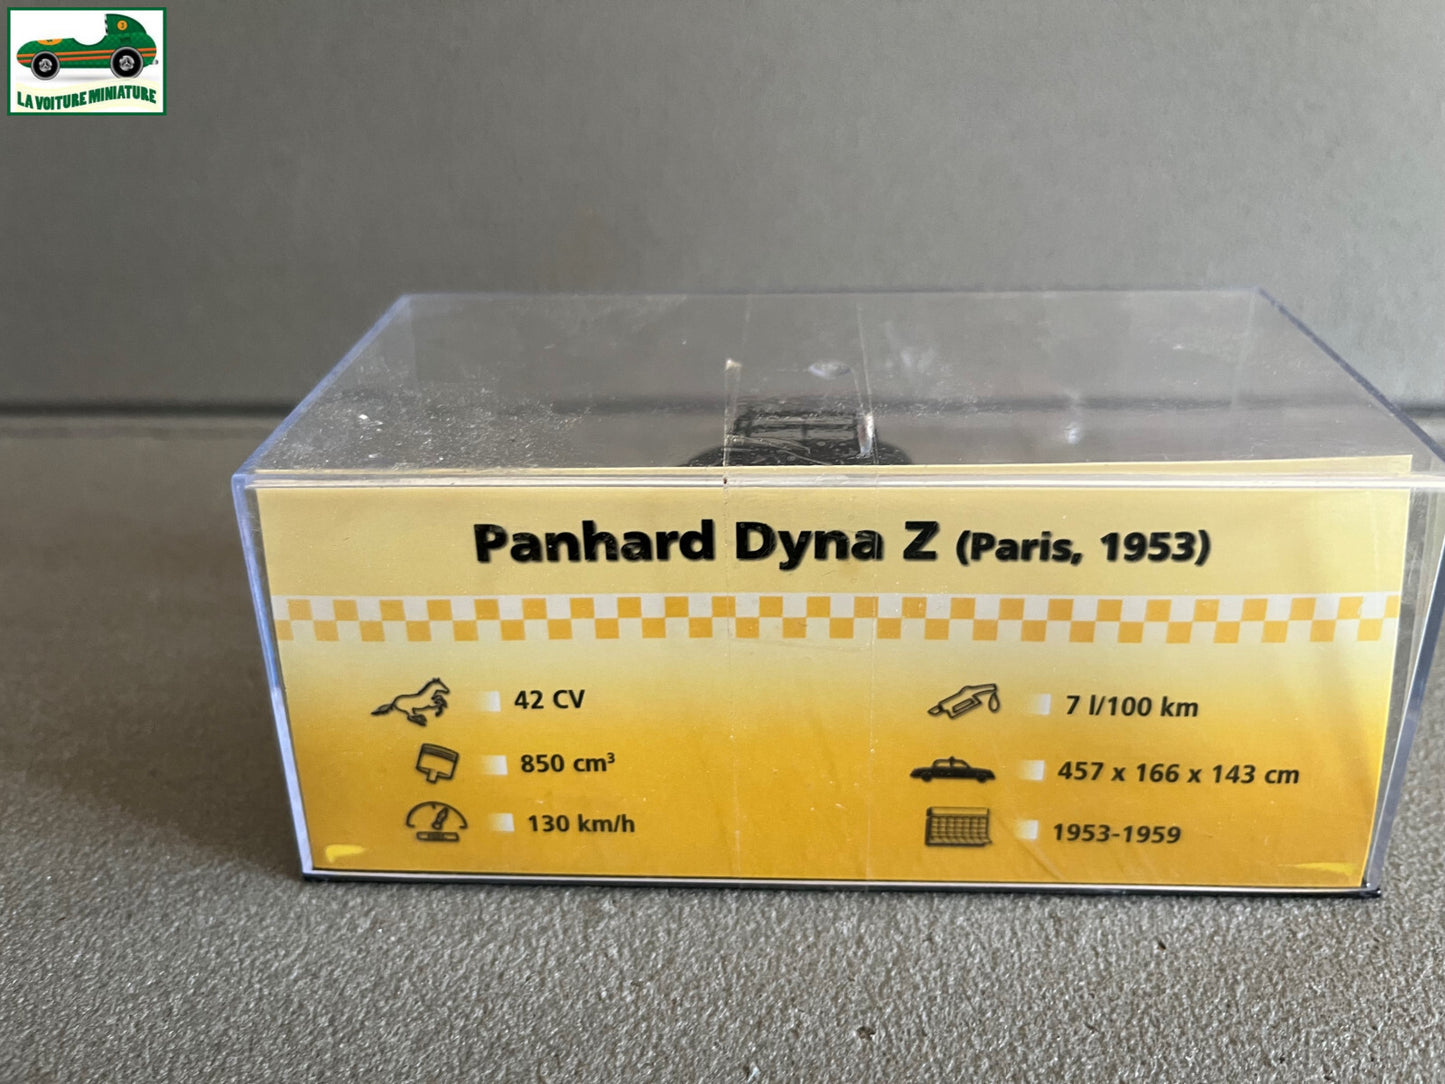 3
LA VOITURE MINIATURE
Panhard Dyna Z (Paris, 1953)
42 CV
7 l/100 km
850 cm³
457 x 166 x 143 cm
130 km/h
1953-1959